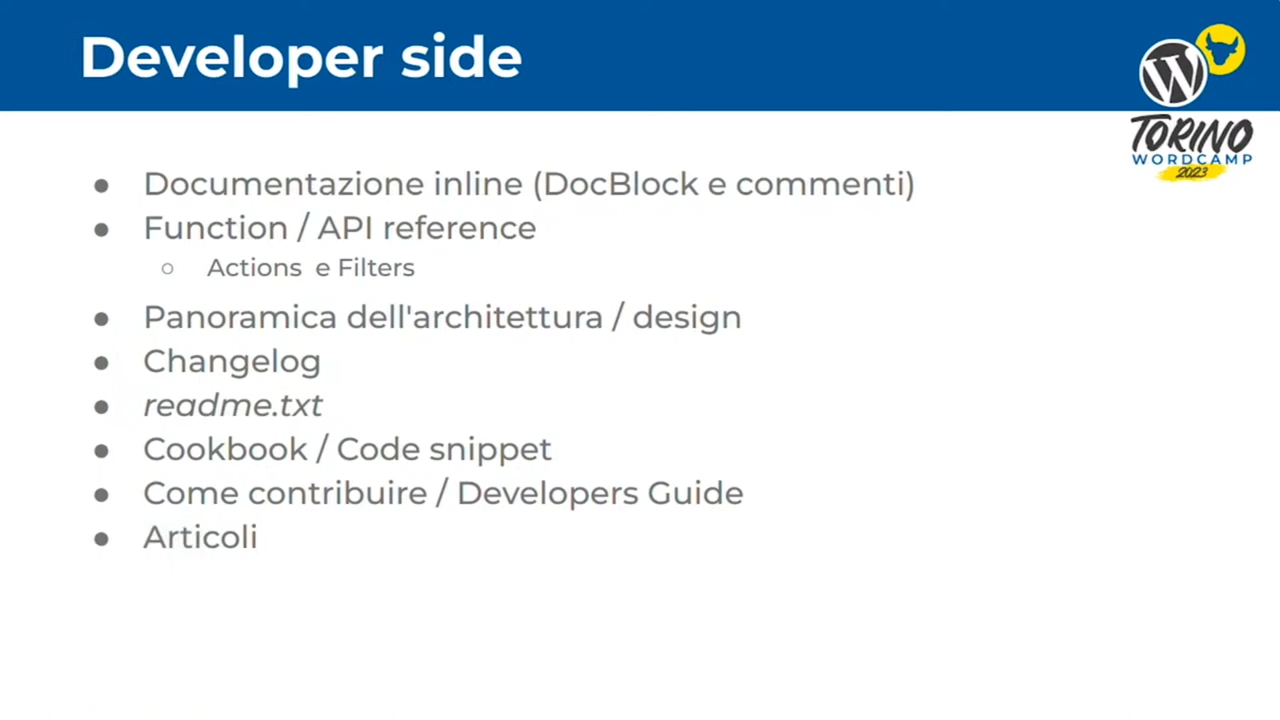 Developer side
TORINO
WORDCAMP
2023
● Documentazione inline (DocBlock e commenti)
● Function / API reference
○ Actions e Filters
● Panoramica dell'architettura / design
● Changelog
● readme.txt
● Cookbook / Code snippet
● Come contribuire / Developers Guide
● Articoli